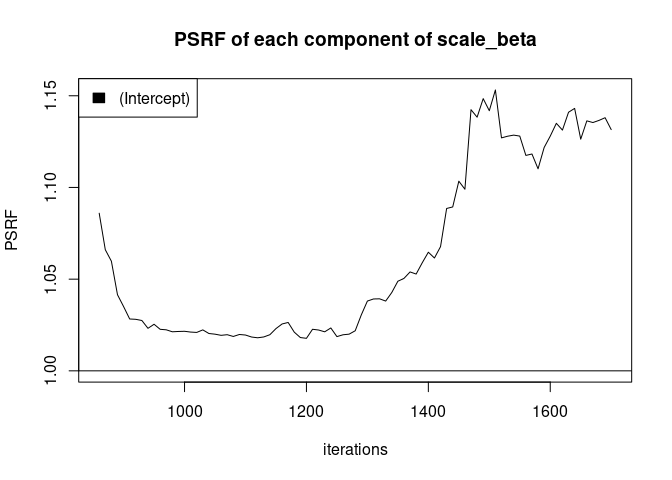 PSRF of each component of scale_beta
(Intercept)
PSRF
1.15
1.10
1.05
1.00
1000 1200 1400 1600
iterations